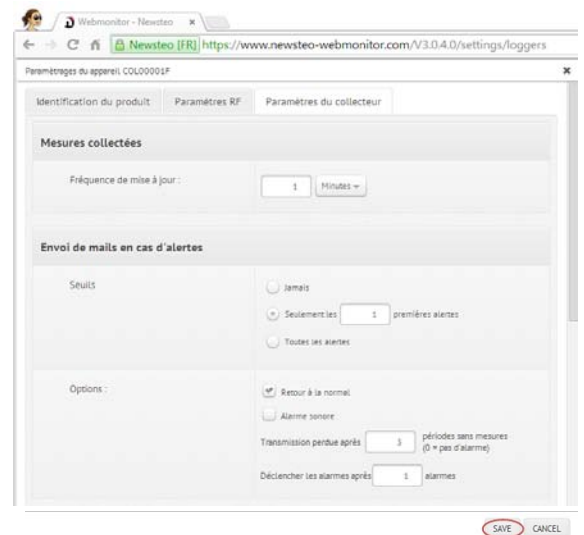 Webmonitor - Newsteo
Newsteo [FR] https://www.newsteo-webmonitor.com/V3.0.4.0/settings/loggers
Paramétrages du appareil COL00001F
Identification du produit Paramètres RF Paramètres du collecteur
Mesures collectées
Fréquence de mise à jour : 1 Minutes
Envoi de mails en cas d'alertes
Seuils
Jamais
Seulement les 1 premières alertes
Toutes les alertes
Options :
Retour à la normal
Alarme sonore
Transmission perdue après 3 périodes sans mesures
(0 = pas d'alarme)
Déclencher les alarmes après 1 alarmes
SAVE CANCEL